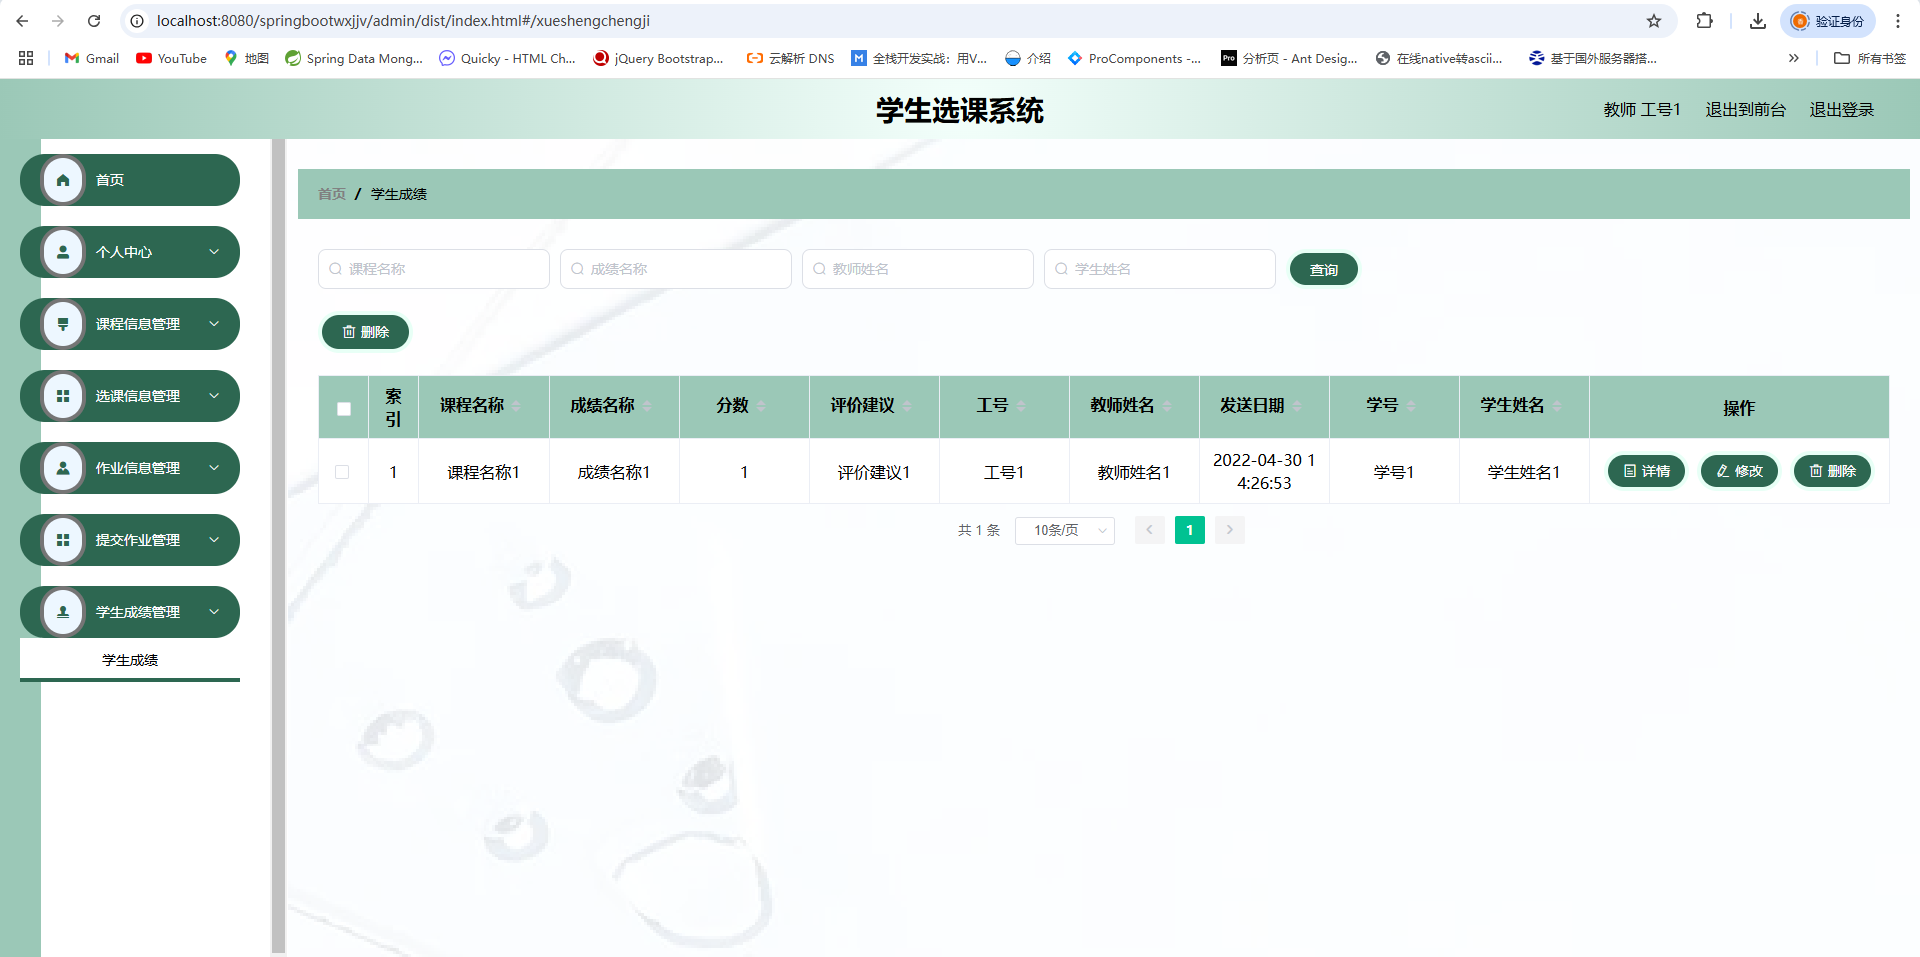 localhost:8080/springbootwxjjv/admin/dist/index.html#/xueshengchengji
验证身份
Gmail
YouTube
地图
Spring Data Mong...
Quicky - HTML Ch...
jQuery Bootstrap...
云解析 DNS
全栈开发实战：用V...
介绍
ProComponents -...
Pro
分析页 - Ant Desig...
在线native转ascii...
基于国外服务器搭...
所有书签
学生选课系统
教师 工号1
退出到前台
退出登录
首页
个人中心
课程信息管理
选课信息管理
作业信息管理
提交作业管理
学生成绩管理
学生成绩
首页 / 学生成绩
课程名称
成绩名称
教师姓名
学生姓名
查询
删除
索引 课程名称 成绩名称 分数 评价建议 工号 教师姓名 发送日期 学号 学生姓名 操作
1 课程名称1 成绩名称1 1 评价建议1 工号1 教师姓名1 2022-04-30 1
4:26:53 学号1 学生姓名1 详情 修改 删除
共 1 条 10条/页 1